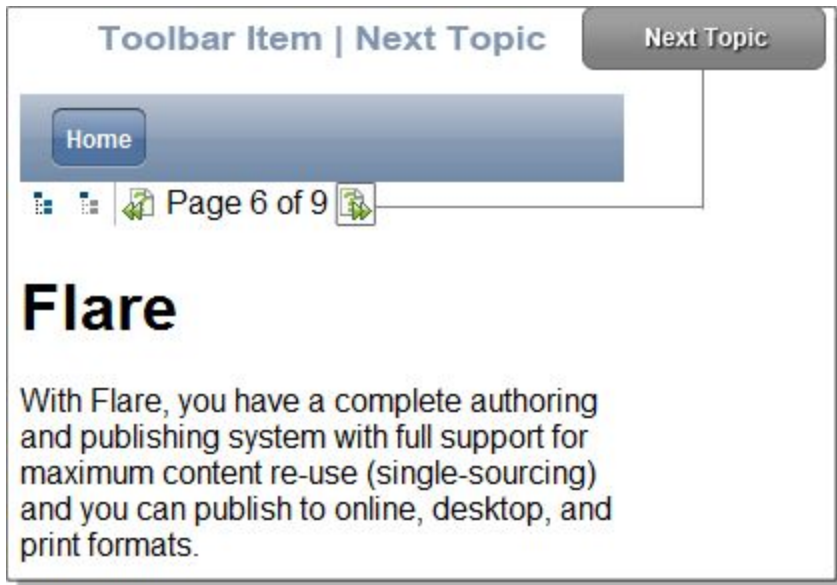 Toolbar Item | Next Topic
Next Topic
Home
Page 6 of 9
Flare
With Flare, you have a complete authoring
and publishing system with full support for
maximum content re-use (single-sourcing)
and you can publish to online, desktop, and
print formats.